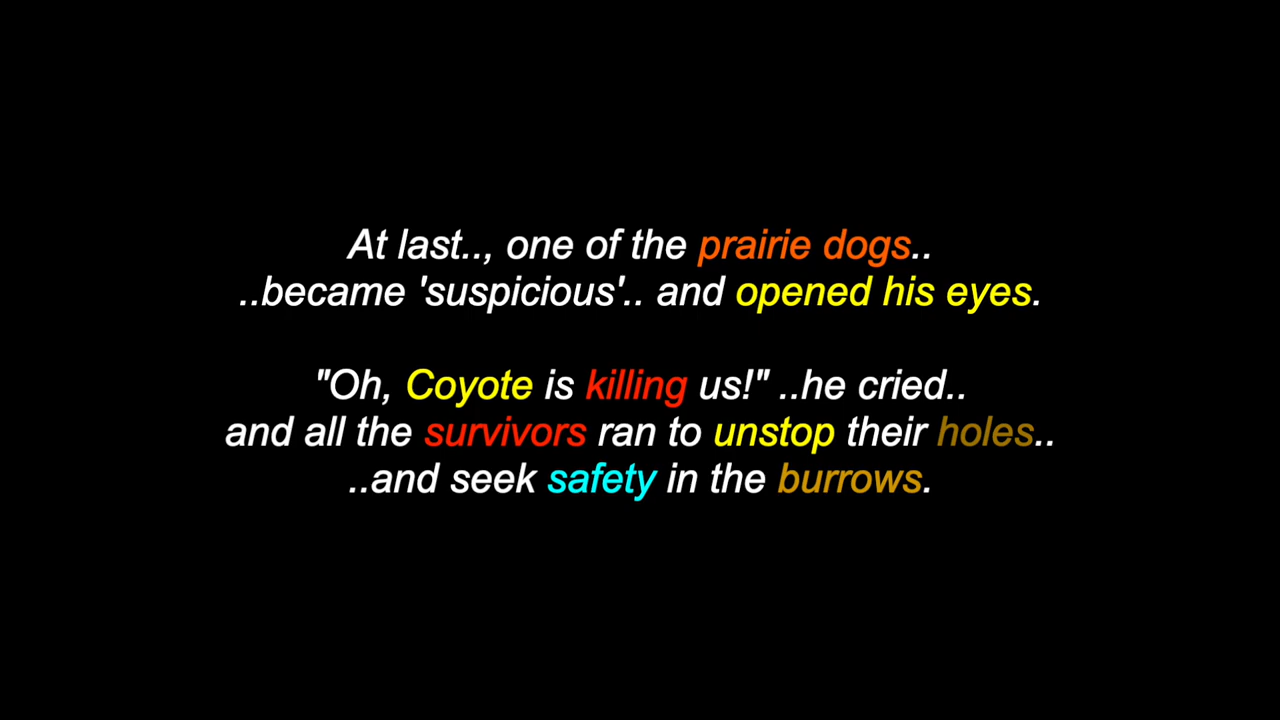 At last.., one of the prairie dogs..
..became 'suspicious'.. and opened his eyes.
"Oh, Coyote is killing us!" ..he cried..
and all the survivors ran to unstop their holes..
..and seek safety in the burrows.